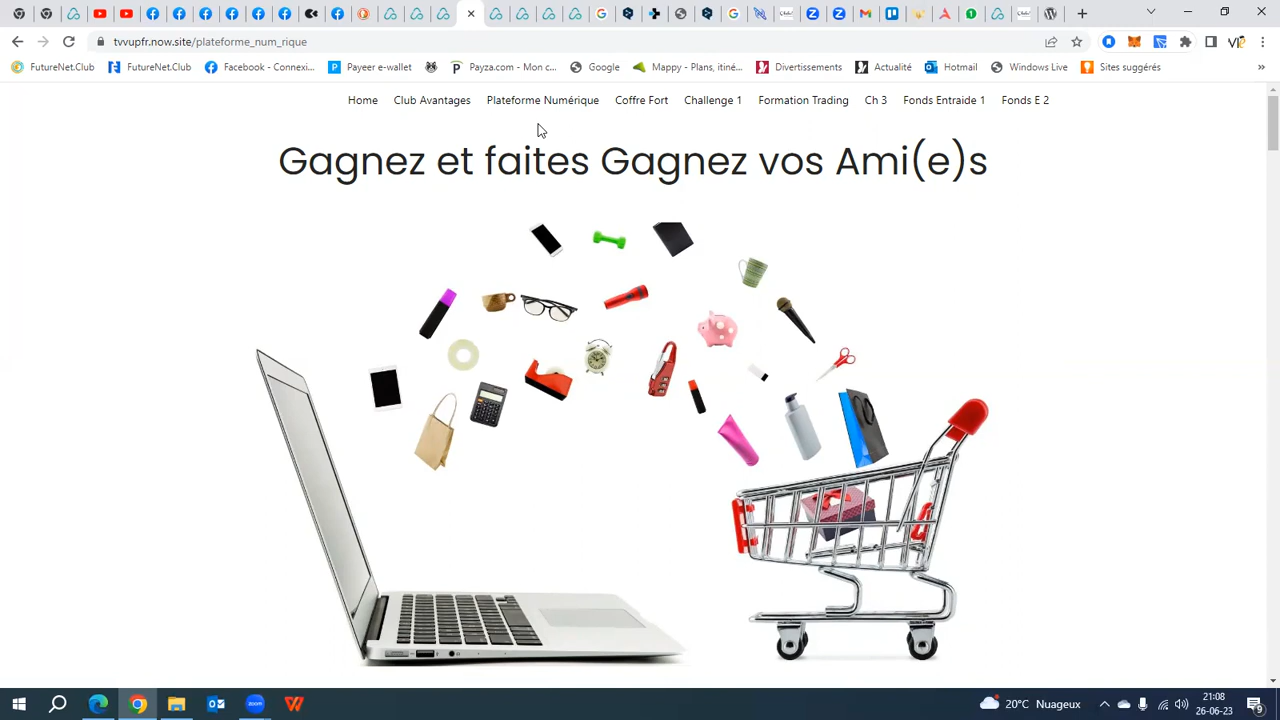 tvvupfr.now.site/plateforme_num_rique
FutureNet.Club
FutureNet.Club
Facebook - Connexi...
Payeer e-wallet
Payza.com - Mon c...
Google
Mappy - Plans, itiné...
Divertissements
Actualité
Hotmail
Windows Live
Sites suggérés
Home
Club Avantages
Plateforme Numérique
Coffre Fort
Challenge 1
Formation Trading
Ch 3
Fonds Entraide 1
Fonds E 2
Gagnez et faites Gagnez vos Ami(e)s
20°C Nuageux
21:08
26-06-23